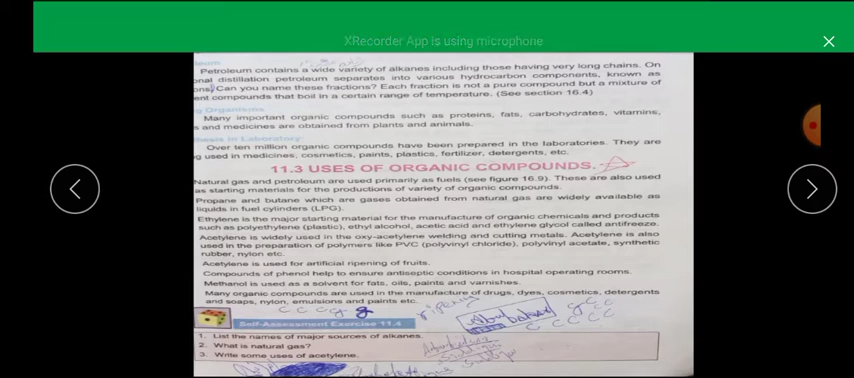 XRecorder App is using microphone
leum
Petroleum contains a wide variety of alkanes including those having very long chains. On
onal distillation petroleum separates into various hydrocarbon components, known as
ons. Can you name these fractions? Each fraction is not a pure compound but a mixture of
ent compounds that boil in a certain range of temperature. (See section 16.4)
g Organisms
Many important organic compounds such as proteins, fats, carbohydrates, vitamins,
s and medicines are obtained from plants and animals.
hesis in Laboratory
Over ten million organic compounds have been prepared in the laboratories. They are
g used in medicines, cosmetics, paints, plastics, fertilizer, detergents, etc.
11.3 USES OF ORGANIC COMPOUNDS.
Natural gas and petroleum are used primarily as fuels (see figure 16.9). These are also used
as starting materials for the productions of variety of organic compounds.
Propane and butane which are gases obtained from natural gas are widely available as
liquids in fuel cylinders (LPG).
Ethylene is the major starting material for the manufacture of organic chemicals and products
such as polyethylene (plastic), ethyl alcohol, acetic acid and ethylene glycol called antifreeze.
Acetylene is widely used in the oxy-acetylene welding and cutting metals. Acetylene is also
used in the preparation of polymers like PVC (polyvinyl chloride), polyvinyl acetate, synthetic
rubber, nylon etc.
Acetylene is used for artificial ripening of fruits.
Compounds of phenol help to ensure antiseptic conditions in hospital operating rooms.
Methanol is used as a solvent for fats, oils, paints and varnishes.
Many organic compounds are used in the manufacture of drugs, dyes, cosmetics, detergents
and soaps, nylon, emulsions and paints etc.
ripening
Self-Assessment Exercise 11.4
1. List the names of major sources of alkanes.
2. What is natural gas?
3. Write some uses of acetylene.